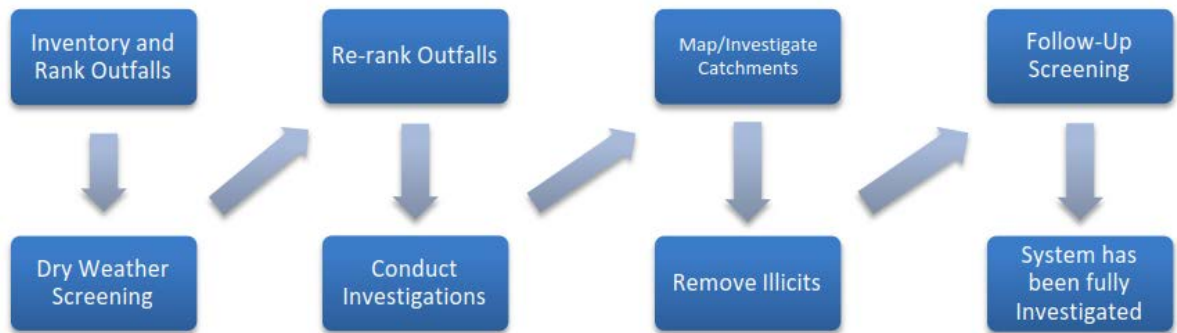 Inventory and
Rank Outfalls
Dry Weather
Screening
Re-rank Outfalls
Conduct
Investigations
Map/Investigate
Catchments
Remove Illicits
Follow-Up
Screening
System has
been fully
Investigated